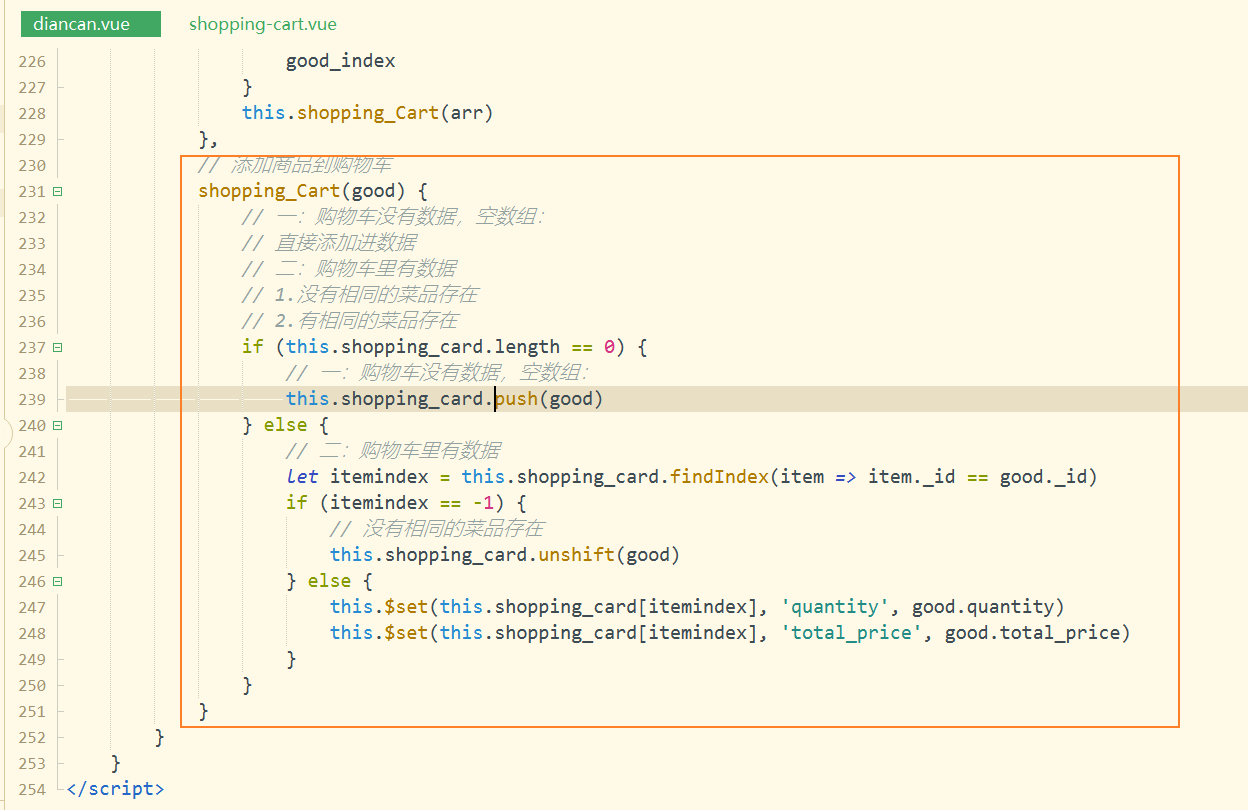 diancan.vue shopping-cart.vue
226 good_index
227 }
228 this.shopping_Cart(arr)
229 },
230 // 添加商品到购物车
231 shopping_Cart(good) {
232 // 一：购物车没有数据，空数组：
233 // 直接添加进数据
234 // 二：购物车里有数据
235 // 1.没有相同的菜品存在
236 // 2.有相同的菜品存在
237 if (this.shopping_card.length == 0) {
238 // 一：购物车没有数据，空数组：
239 this.shopping_card.push(good)
240 } else {
241 // 二：购物车里有数据
242 let itemindex = this.shopping_card.findIndex(item => item._id == good._id)
243 if (itemindex == -1) {
244 // 没有相同的菜品存在
245 this.shopping_card.unshift(good)
246 } else {
247 this.$set(this.shopping_card[itemindex], 'quantity', good.quantity)
248 this.$set(this.shopping_card[itemindex], 'total_price', good.total_price)
249 }
250 }
251 }
252 }
253 }
254 </script>